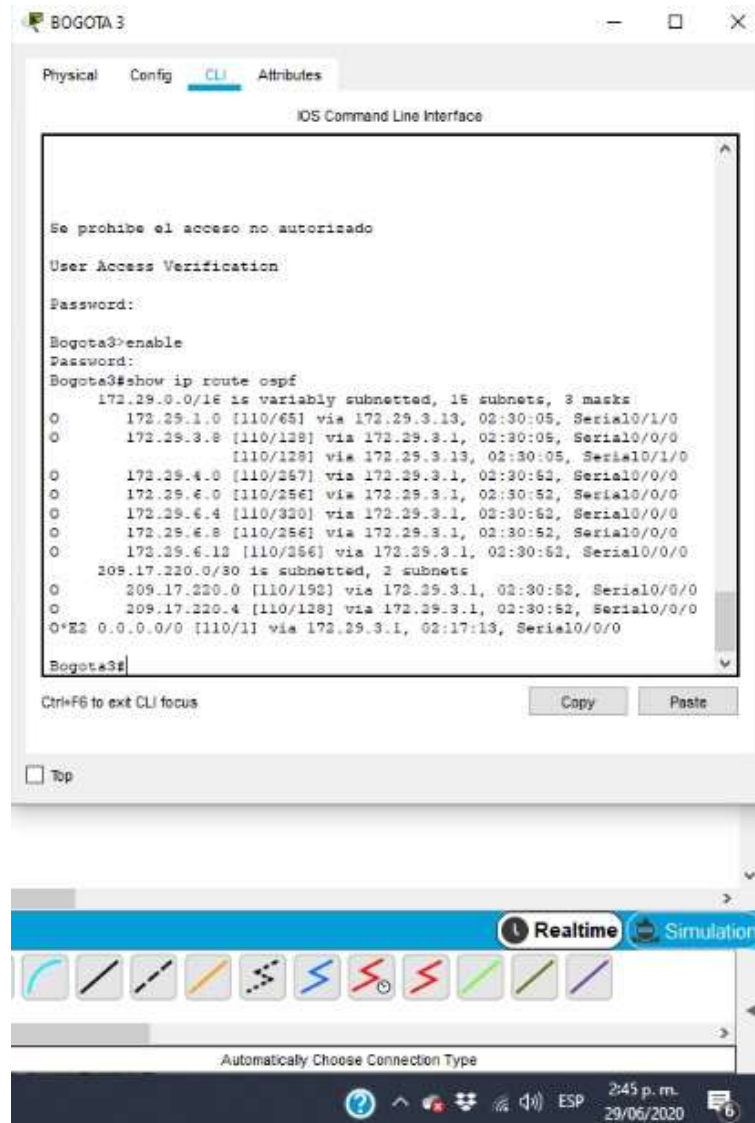 BOGOTA 3
Physical Config CLI Attributes
IOS Command Line Interface
Se prohibe el acceso no autorizado
User Access Verification
Password:
Bogota3>enable
Password:
Bogota3#show ip route ospf
172.29.0.0/16 is variably subnetted, 15 subnets, 3 masks
O 172.29.1.0 [110/65] via 172.29.3.13, 02:30:05, Serial0/1/0
O 172.29.3.8 [110/128] via 172.29.3.1, 02:30:05, Serial0/0/0
[110/128] via 172.29.3.13, 02:30:05, Serial0/1/0
O 172.29.4.0 [110/257] via 172.29.3.1, 02:30:52, Serial0/0/0
O 172.29.6.0 [110/256] via 172.29.3.1, 02:30:52, Serial0/0/0
O 172.29.6.4 [110/320] via 172.29.3.1, 02:30:52, Serial0/0/0
O 172.29.6.8 [110/256] via 172.29.3.1, 02:30:52, Serial0/0/0
O 172.29.6.12 [110/256] via 172.29.3.1, 02:30:52, Serial0/0/0
209.17.220.0/30 is subnetted, 2 subnets
O 209.17.220.0 [110/192] via 172.29.3.1, 02:30:52, Serial0/0/0
O 209.17.220.4 [110/128] via 172.29.3.1, 02:30:52, Serial0/0/0
O*E2 0.0.0.0/0 [110/1] via 172.29.3.1, 02:17:13, Serial0/0/0
Bogota3#
Ctrl+F6 to exit CLI focus
Copy Paste
Top
Realtime Simulation
Automatically Choose Connection Type
ESP 2:45 p. m.
29/06/2020 6